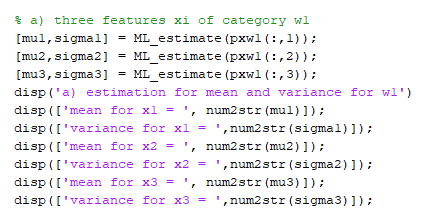 % a) three features xi of category w1
[mu1,sigma1] = ML_estimate(pxw1(:,1));
[mu2,sigma2] = ML_estimate(pxw1(:,2));
[mu3,sigma3] = ML_estimate(pxw1(:,3));
disp('a) estimation for mean and variance for w1')
disp(['mean for x1 = ', num2str(mu1)]);
disp(['variance for x1 = ',num2str(sigma1)]);
disp(['mean for x2 = ', num2str(mu2)]);
disp(['variance for x2 = ',num2str(sigma2)]);
disp(['mean for x3 = ', num2str(mu3)]);
disp(['variance for x3 = ',num2str(sigma3)]);